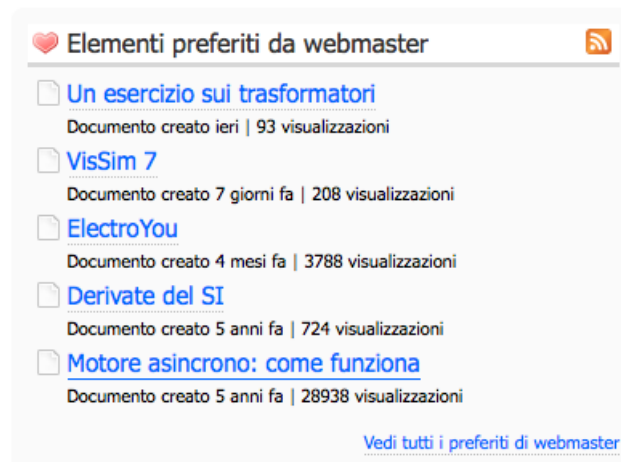 Elementi preferiti da webmaster
Un esercizio sui trasformatori
Documento creato ieri | 93 visualizzazioni
VisSim 7
Documento creato 7 giorni fa | 208 visualizzazioni
ElectroYou
Documento creato 4 mesi fa | 3788 visualizzazioni
Derivate del SI
Documento creato 5 anni fa | 724 visualizzazioni
Motore asincrono: come funziona
Documento creato 5 anni fa | 28938 visualizzazioni
Vedi tutti i preferiti di webmaster